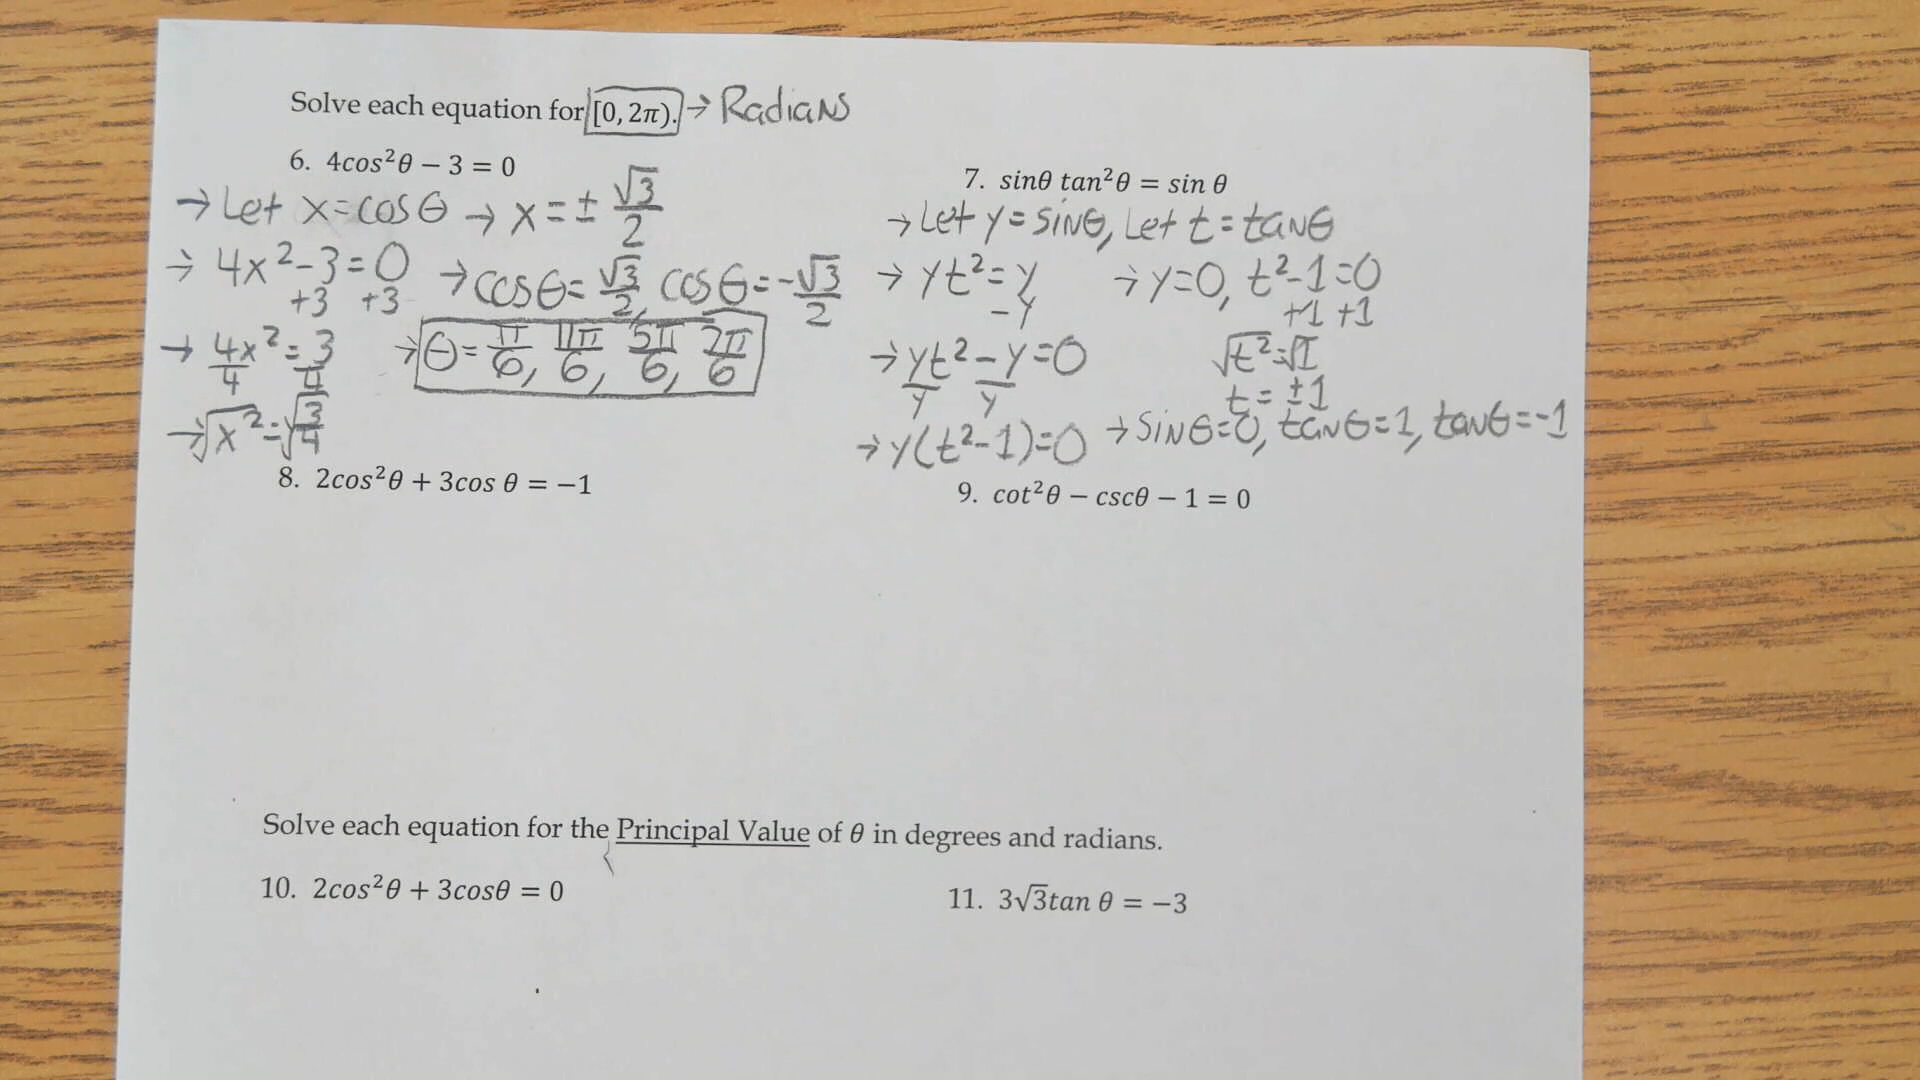 Solve each equation for [0, 2π). → Radians
6. 4cos²θ − 3 = 0
→ Let x = cosθ → x = ± √3/2
→ 4x² − 3 = 0
+3 +3
→ cosθ = √3/2, cosθ = −√3/2
→ 4x²/4 = 3/4
→ θ = π/6, 11π/6, 5π/6, 7π/6
→ √x² = √3/4
7. sinθ tan²θ = sin θ
→ Let y = sinθ, Let t = tanθ
→ yt² = y
−y
→ yt² − y = 0
y y
→ y(t² − 1) = 0
→ y = 0, t² − 1 = 0
+1 +1
√t² = √1
t = ±1
→ sinθ = 0, tanθ = 1, tanθ = −1
8. 2cos²θ + 3cos θ = −1
9. cot²θ − cscθ − 1 = 0
Solve each equation for the Principal Value of θ in degrees and radians.
10. 2cos²θ + 3cosθ = 0
11. 3√3tan θ = −3